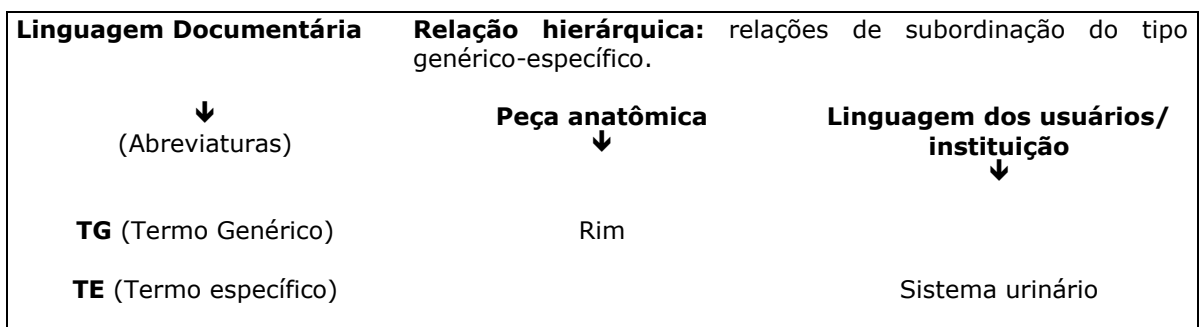 Linguagem Documentária Relação hierárquica: relações de subordinação do tipo
genérico-específico.
Peça anatômica Linguagem dos usuários/
(Abreviaturas) instituição
TG (Termo Genérico) Rim
TE (Termo específico) Sistema urinário